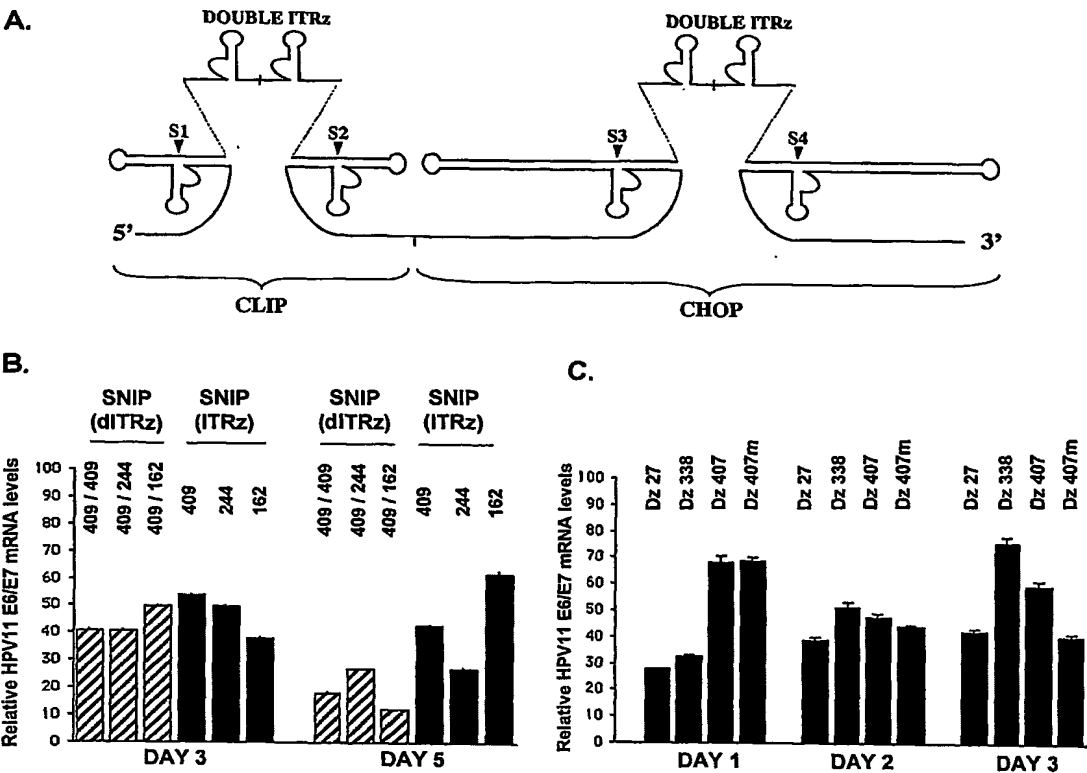 A.
DOUBLE ITRz
DOUBLE ITRz
S1
S2
S3
S4
5'
3'
CLIP
CHOP
B.
SNIP
(dITRz)
SNIP
(ITRz)
SNIP
(dITRz)
SNIP
(ITRz)
Relative HPV11 E6/E7 mRNA levels
100
90
80
70
60
50
40
30
20
10
0
409 / 409
409 / 244
409 / 162
409
244
162
409 / 409
409 / 244
409 / 162
409
244
162
DAY 3
DAY 5
C.
Relative HPV11 E6/E7 mRNA levels
100
90
80
70
60
50
40
30
20
10
0
Dz 27
Dz 338
Dz 407
Dz 407m
Dz 27
Dz 338
Dz 407
Dz 407m
Dz 27
Dz 338
Dz 407
Dz 407m
DAY 1
DAY 2
DAY 3